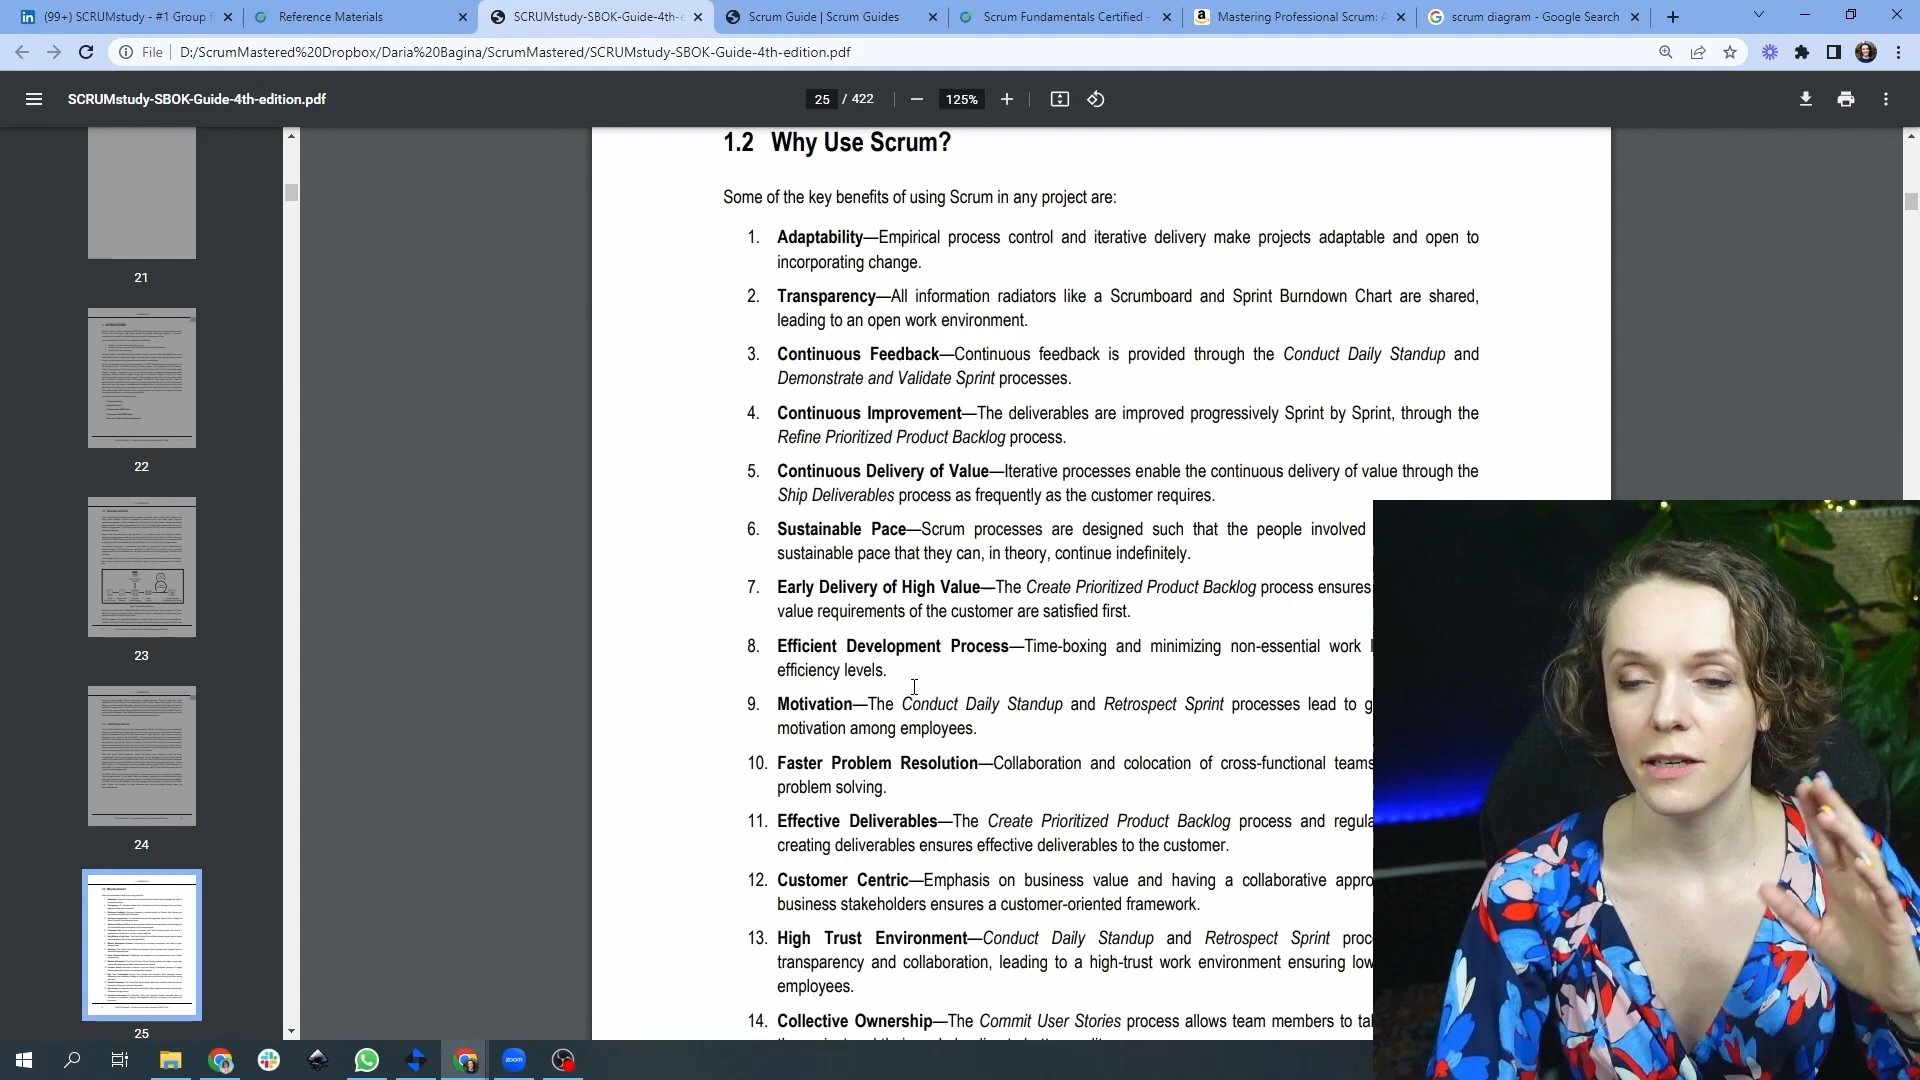 (99+) SCRUMstudy - #1 Group f
Reference Materials
SCRUMstudy-SBOK-Guide-4th-e
Scrum Guide | Scrum Guides
Scrum Fundamentals Certified -
Mastering Professional Scrum: A
scrum diagram - Google Search
File
D:/ScrumMastered%20Dropbox/Daria%20Bagina/ScrumMastered/SCRUMstudy-SBOK-Guide-4th-edition.pdf
SCRUMstudy-SBOK-Guide-4th-edition.pdf
25 / 422
125%
21
22
23
24
25
1.2 Why Use Scrum?
Some of the key benefits of using Scrum in any project are:
1. Adaptability—Empirical process control and iterative delivery make projects adaptable and open to
incorporating change.
2. Transparency—All information radiators like a Scrumboard and Sprint Burndown Chart are shared,
leading to an open work environment.
3. Continuous Feedback—Continuous feedback is provided through the Conduct Daily Standup and
Demonstrate and Validate Sprint processes.
4. Continuous Improvement—The deliverables are improved progressively Sprint by Sprint, through the
Refine Prioritized Product Backlog process.
5. Continuous Delivery of Value—Iterative processes enable the continuous delivery of value through the
Ship Deliverables process as frequently as the customer requires.
6. Sustainable Pace—Scrum processes are designed such that the people involved
sustainable pace that they can, in theory, continue indefinitely.
7. Early Delivery of High Value—The Create Prioritized Product Backlog process ensures
value requirements of the customer are satisfied first.
8. Efficient Development Process—Time-boxing and minimizing non-essential work
efficiency levels.
9. Motivation—The Conduct Daily Standup and Retrospect Sprint processes lead to g
motivation among employees.
10. Faster Problem Resolution—Collaboration and colocation of cross-functional teams
problem solving.
11. Effective Deliverables—The Create Prioritized Product Backlog process and regula
creating deliverables ensures effective deliverables to the customer.
12. Customer Centric—Emphasis on business value and having a collaborative appro
business stakeholders ensures a customer-oriented framework.
13. High Trust Environment—Conduct Daily Standup and Retrospect Sprint proc
transparency and collaboration, leading to a high-trust work environment ensuring low
employees.
14. Collective Ownership—The Commit User Stories process allows team members to ta
zoom